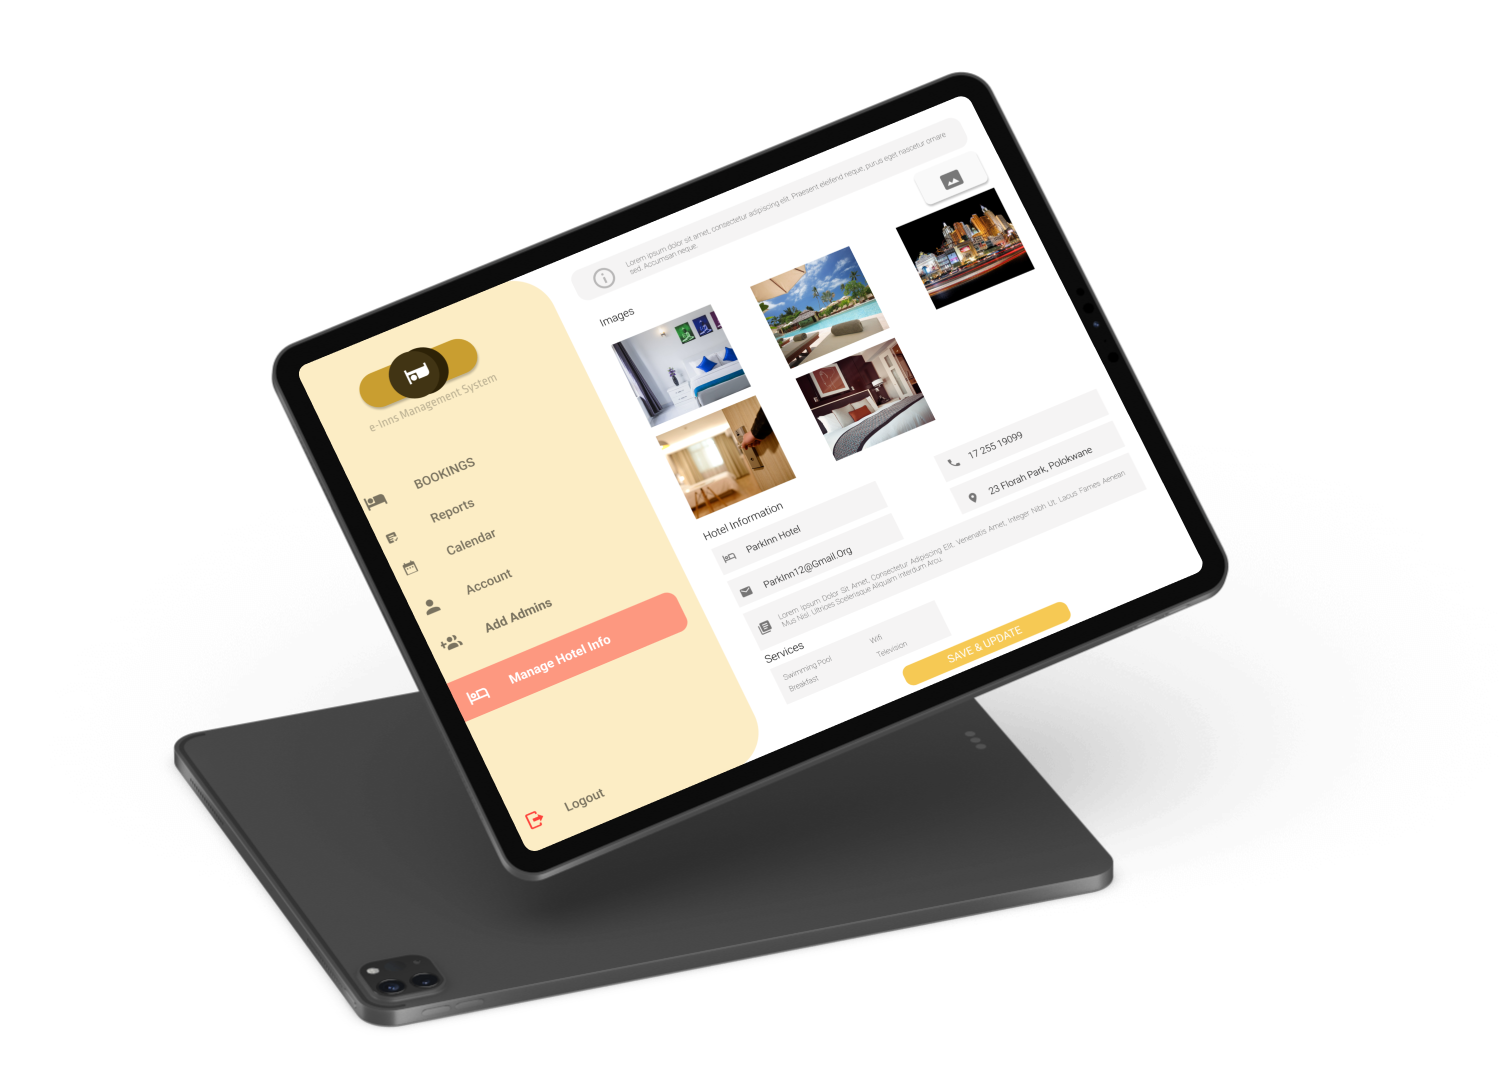 e-Inns Management System
BOOKINGS
Reports
Calendar
Account
Add Admins
Manage Hotel Info
Logout
Lorem ipsum dolor sit amet, consectetur adipiscing elit. Praesent eleifend neque, purus eget nascetur ornare
sed. Accumsan neque.
Images
Hotel Information
ParkInn Hotel
17 255 19099
ParkInn12@Gmail.Org
23 Florah Park, Polokwane
Lorem Ipsum Dolor Sit Amet, Consectetur Adipiscing Elit. Venenatis Amet, Integer Nibh Ut. Lacus Fames Aenean
Mus Nisl. Ultrices Scelerisque Aliquam Interdum Arcu.
Services
Swimming Pool
Wifi
Breakfast
Television
SAVE & UPDATE